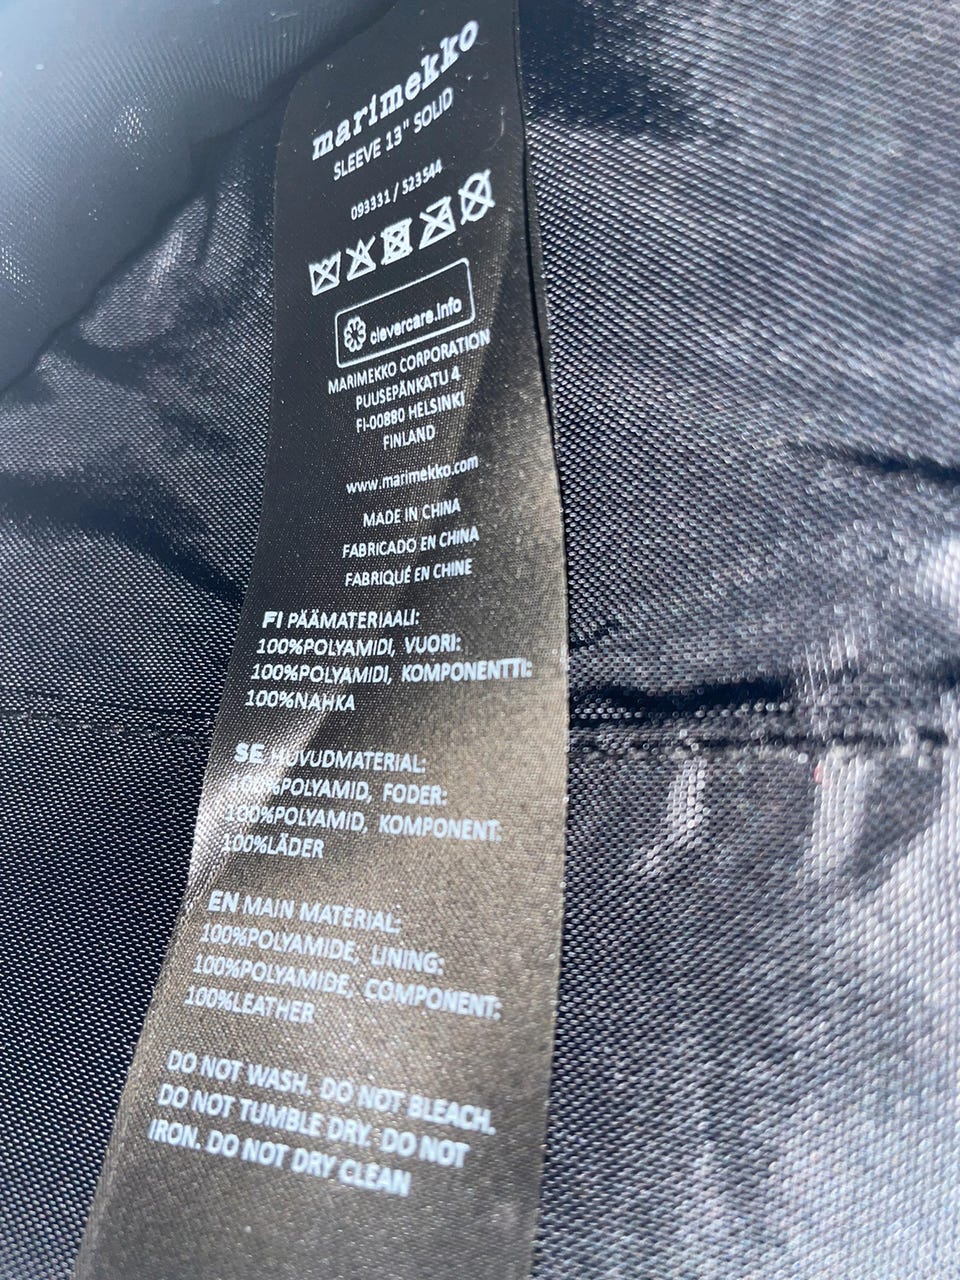 marimekko
SLEEVE 13" SOLID
093331 / 523544
clevercare.info
MARIMEKKO CORPORATION
PUUSEPÄNKATU 4
FI-00880 HELSINKI
FINLAND
www.marimekko.com
MADE IN CHINA
FABRICADO EN CHINA
FABRIQUÉ EN CHINE
FI PÄÄMATERIAALI:
100%POLYAMIDI, VUORI:
100%POLYAMIDI, KOMPONENTTI:
100%NAHKA
SE HUVUDMATERIAL:
100%POLYAMID, FODER:
100%POLYAMID, KOMPONENT:
100%LÄDER
EN MAIN MATERIAL:
100%POLYAMIDE, LINING:
100%POLYAMIDE, COMPONENT:
100%LEATHER
DO NOT WASH. DO NOT BLEACH.
DO NOT TUMBLE DRY. DO NOT
IRON. DO NOT DRY CLEAN